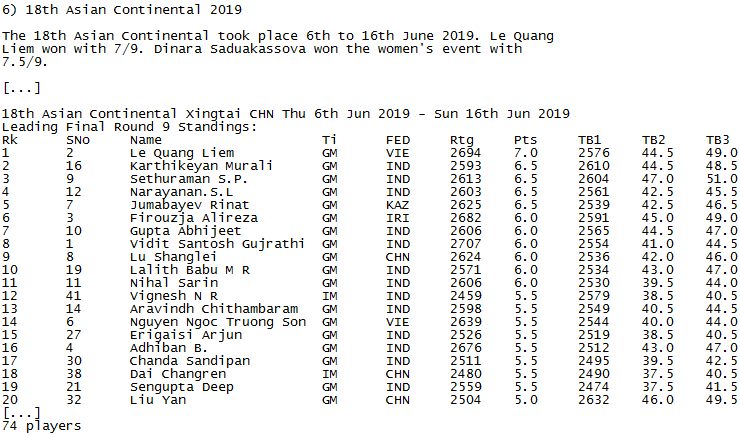 6) 18th Asian Continental 2019
The 18th Asian Continental took place 6th to 16th June 2019. Le Quang
Liem won with 7/9. Dinara Saduakassova won the women's event with
7.5/9.
[...]
18th Asian Continental Xingtai CHN Thu 6th Jun 2019 - Sun 16th Jun 2019
Leading Final Round 9 Standings:
Rk SNo Name Ti FED Rtg Pts TB1 TB2 TB3
1 2 Le Quang Liem GM VIE 2694 7.0 2576 44.5 49.0
2 16 Karthikeyan Murali GM IND 2593 6.5 2610 44.5 48.5
3 9 Sethuraman S.P. GM IND 2613 6.5 2604 47.0 51.0
4 12 Narayanan.S.L GM IND 2603 6.5 2561 42.5 45.5
5 7 Jumabayev Rinat GM KAZ 2625 6.5 2539 42.5 46.5
6 3 Firouzja Alireza GM IRI 2682 6.0 2591 45.0 49.0
7 10 Gupta Abhijeet GM IND 2606 6.0 2565 44.5 47.0
8 1 Vidit Santosh Gujrathi GM IND 2707 6.0 2554 41.0 44.5
9 8 Lu Shanglei GM CHN 2624 6.0 2536 42.0 46.0
10 19 Lalith Babu M R GM IND 2571 6.0 2534 43.0 47.0
11 11 Nihal Sarin GM IND 2606 6.0 2530 39.5 44.0
12 41 Vignesh N R IM IND 2459 5.5 2579 38.5 40.5
13 14 Aravindh Chithambaram GM IND 2598 5.5 2549 40.5 44.5
14 6 Nguyen Ngoc Truong Son GM VIE 2639 5.5 2544 40.0 44.0
15 27 Erigaisi Arjun GM IND 2526 5.5 2519 38.5 40.5
16 4 Adhiban B. GM IND 2676 5.5 2512 43.0 47.0
17 30 Chanda Sandipan GM IND 2511 5.5 2495 39.5 42.5
18 38 Dai Changren IM CHN 2480 5.5 2490 37.5 40.5
19 21 Sengupta Deep GM IND 2559 5.5 2474 37.5 41.5
20 32 Liu Yan GM CHN 2504 5.0 2632 46.0 49.5
[...]
74 players